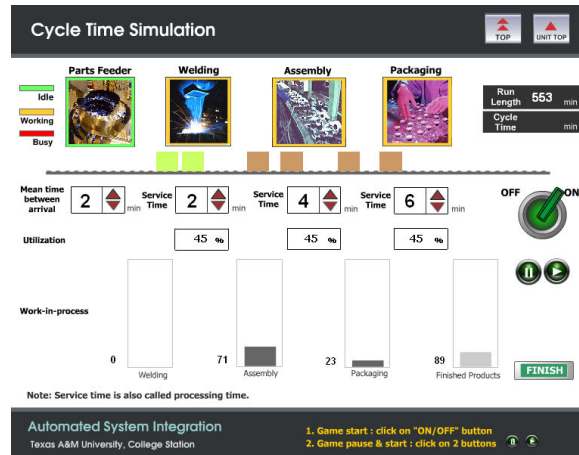 Cycle Time Simulation
TOP
UNIT TOP
Parts Feeder
Welding
Assembly
Packaging
Idle
Working
Busy
Run Length 553 min
Cycle Time min
Mean time between arrival 2 min
Service Time 2 min
Service Time 4 min
Service Time 6 min
OFF
ON
Utilization
45 %
45 %
45 %
Work-in-process
0
71
23
89
Welding
Assembly
Packaging
Finished Products
FINISH
Note: Service time is also called processing time.
Automated System Integration
Texas A&M University, College Station
1. Game start : click on "ON/OFF" button
2. Game pause & start : click on 2 buttons